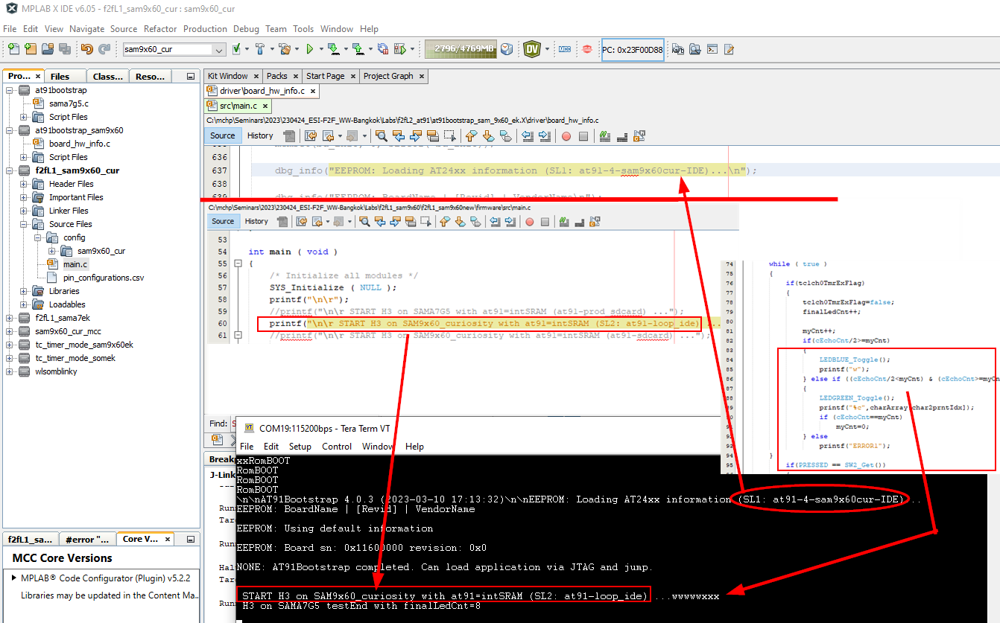 MPLAB X IDE v6.05 - f2fL1_sam9x60_cur : sam9x60_cur
File Edit View Navigate Source Refactor Production Debug Team Tools Window Help
sam9x60_cur
2796/4769MB
DV
PC: 0x23F00D88
Pro... × Files Class... Reso...
at91bootstrap
sama7g5.c
Script Files
at91bootstrap_sam9x60
board_hw_info.c
Script Files
f2fL1_sam9x60_cur
Header Files
Important Files
Linker Files
Source Files
config
sam9x60_cur
main.c
pin_configurations.csv
Libraries
Loadables
f2fL1_sama7ek
sam9x60_cur_mcc
tc_timer_mode_sam9x60ek
tc_timer_mode_somek
wlsomblinky
f2fL1_sa... #error "... Core V... ×
MCC Core Versions
MPLAB® Code Configurator (Plugin) v5.2.2
Libraries may be updated in the Content Ma...
Kit Window × Packs × Start Page × Project Graph ×
driver\board_hw_info.c ×
src\main.c ×
C:\mchp\Seminars\2023\230424_ESI-F2F_WW-Bangkok\Labs\f2fL2_at91\at91bootstrap_sam_9x60_ek.X\driver\board_hw_info.c
Source History
636
637 dbg_info("EEPROM: Loading AT24xx information (SL1: at91-4-sam9x60cur-IDE)...\n");
638
639 dbg_info("EEPROM: BoardName | [Revid] | VendorName\n");
C:\mchp\Seminars\2023\230424_ESI-F2F_WW-Bangkok\Labs\f2fL1_sam9x60\f2fL1_sam9x60new\firmware\src\main.c
Source History
53
54 int main ( void )
55 {
56 /* Initialize all modules */
57 SYS_Initialize ( NULL );
58 printf("\n\r");
59 //printf("\n\r START H3 on SAMA7G5 with at91=intSRAM (at91-prod_sdcard) ...");
60 printf("\n\r START H3 on SAM9x60_curiosity with at91=intSRAM (SL2: at91-loop_ide) ...
61 //printf("\n\r START H3 on SAM9x60_curiosity with at91=intSRAM (at91-sdcard) ...");
74 while ( true )
75 {
76 if(tc1ch0TmrExFlag)
77 {
78 tc1ch0TmrExFlag=false;
79 finalLedCnt++;
80
81 myCnt++;
82 if(cEchoCnt/2>=myCnt)
83 {
84 LEDBLUE_Toggle();
85 printf("w");
86 } else if ((cEchoCnt/2<myCnt) & (cEchoCnt>=myCn
87 {
88 LEDGREEN_Toggle();
89 printf("%c",charArray[char2prntIdx]);
90 if (cEchoCnt==myCnt)
91 myCnt=0;
92 } else
93 printf("ERROR1");
94 }
95 if(PRESSED == SW2_Get())
Find: S
Break
J-Link
Run
Tar
Run
Hal
Tar
Run
COM19:115200bps - Tera Term VT
File Edit Setup Control Window Help
xxRomBOOT
RomBOOT
RomBOOT
RomBOOT
\n\nAT91Bootstrap 4.0.3 (2023-03-10 17:13:32)\n\nEEPROM: Loading AT24xx information (SL1: at91-4-sam9x60cur-IDE)...
EEPROM: BoardName | [Revid] | VendorName
EEPROM: Using default information
EEPROM: Board sn: 0x11600000 revision: 0x0
NONE: AT91Bootstrap completed. Can load application via JTAG and jump.
START H3 on SAM9x60_curiosity with at91=intSRAM (SL2: at91-loop_ide) ...wwwwwxxx
H3 on SAMA7G5 testEnd with finalLedCnt=8